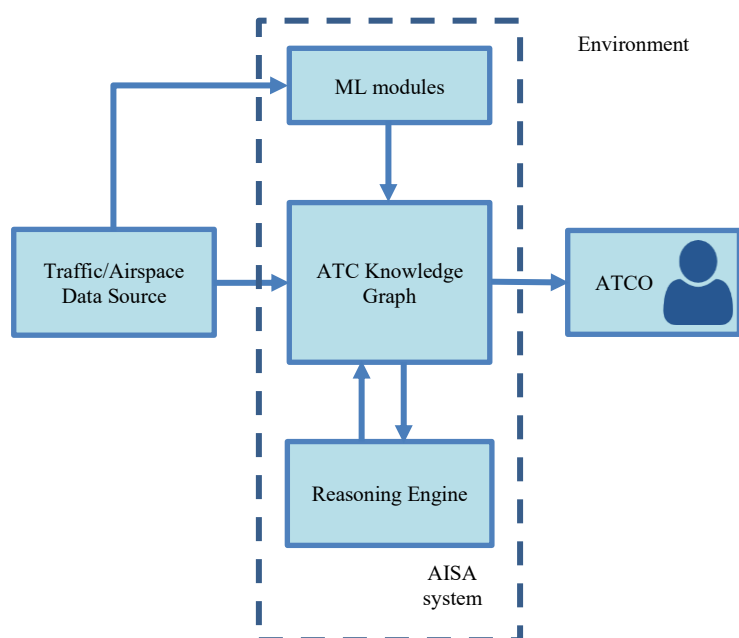 Environment
ML modules
Traffic/Airspace
Data Source
ATC Knowledge
Graph
ATCO
Reasoning Engine
AISA
system